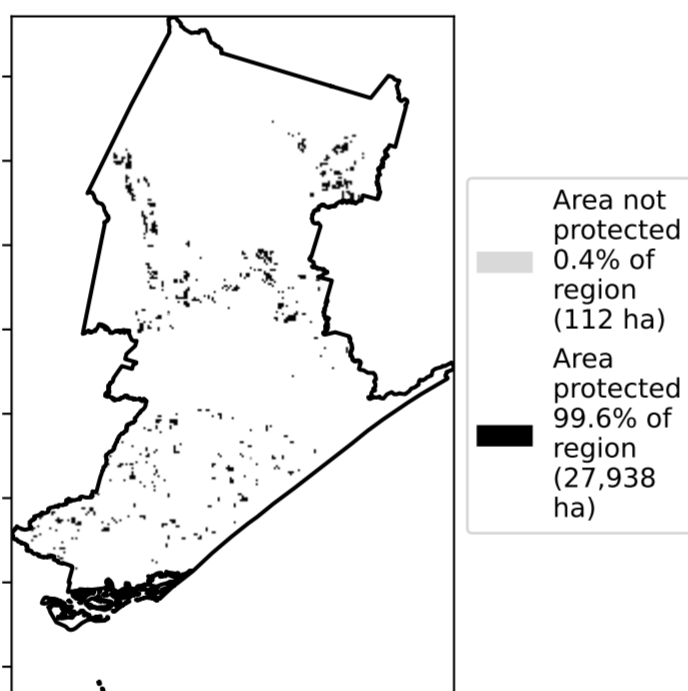 Area not
protected
0.4% of
region
(112 ha)
Area
protected
99.6% of
region
(27,938
ha)